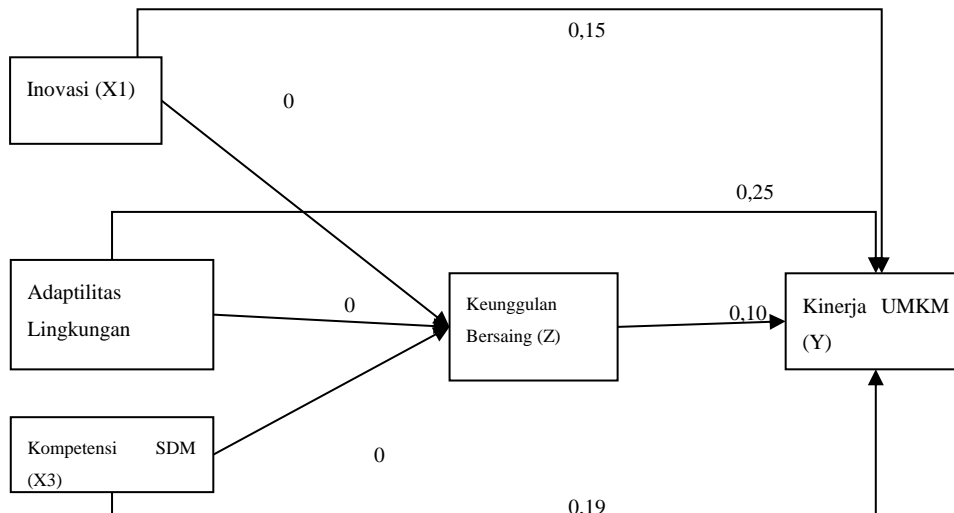 0,15
Inovasi (X1)
0
0,25
Adaptilitas
Lingkungan
0
Keunggulan
Bersaing (Z)
0,10
Kinerja UMKM
(Y)
Kompetensi SDM
(X3)
0
0,19